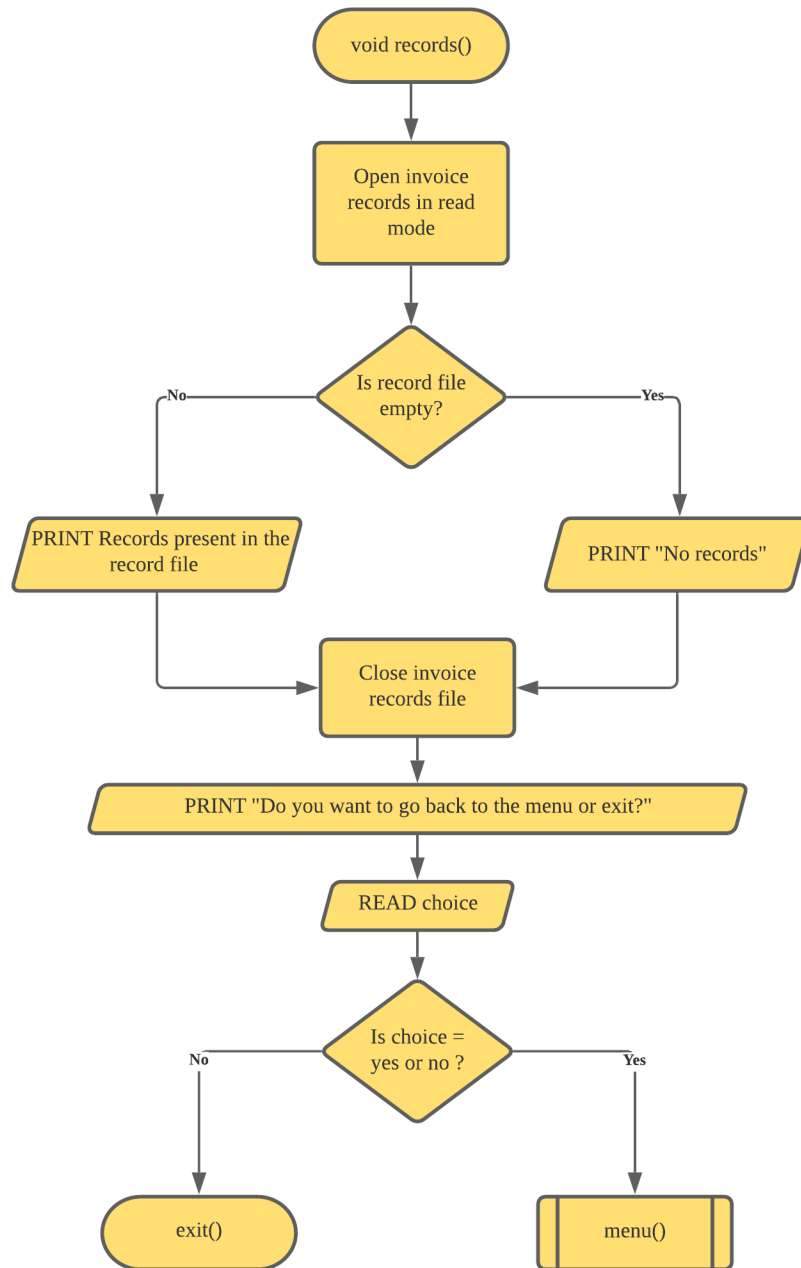 void records()
Open invoice
records in read
mode
Is record file
empty?
No
Yes
PRINT Records present in the
record file
PRINT "No records"
Close invoice
records file
PRINT "Do you want to go back to the menu or exit?"
READ choice
Is choice =
yes or no ?
No
Yes
exit()
menu()